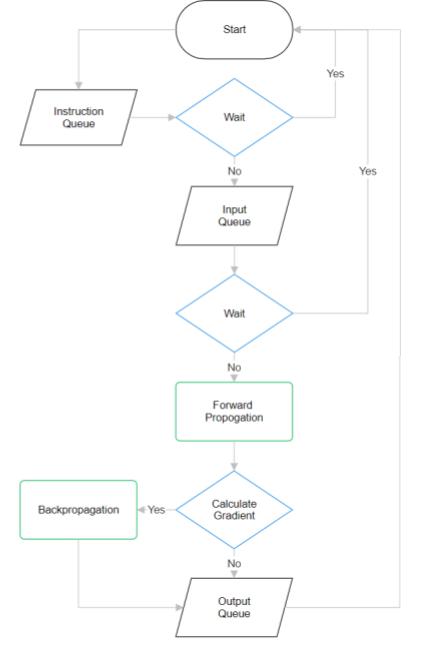 Start
Yes
Instruction
Queue
Wait
No
Yes
Input
Queue
Wait
No
Forward
Propogation
Calculate
Gradient
Backpropagation
Yes
No
Output
Queue